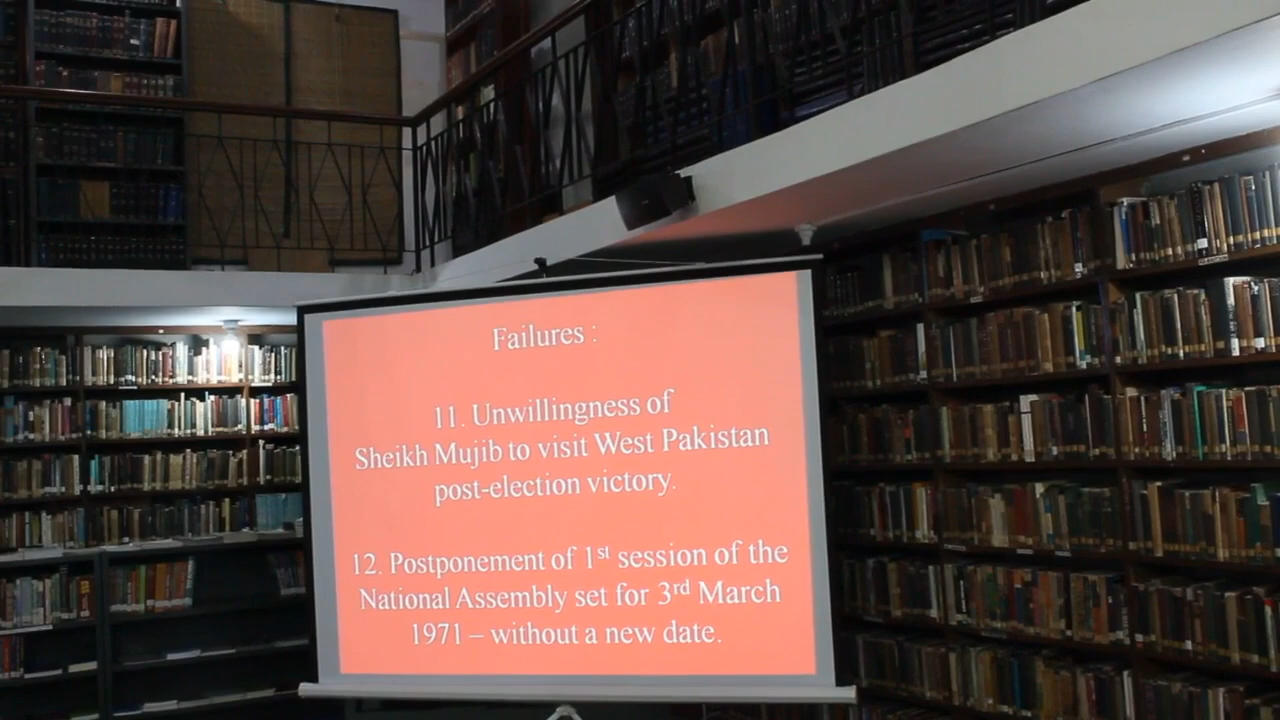 Failures :
11. Unwillingness of
Sheikh Mujib to visit West Pakistan
post-election victory.
12. Postponement of 1st session of the
National Assembly set for 3rd March
1971 – without a new date.